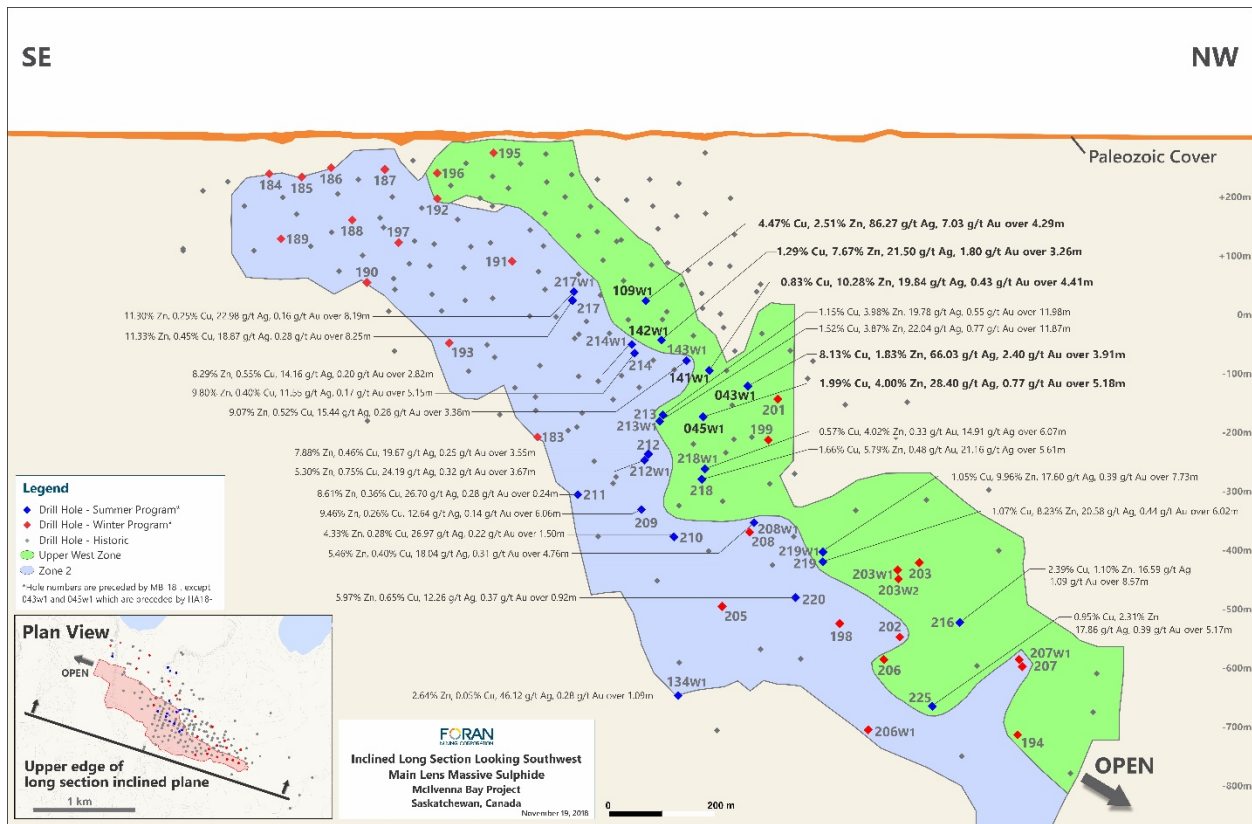 SE
NW
Paleozoic Cover
+200m
+100m
0m
-100m
-200m
-300m
-400m
-500m
-600m
-700m
-800m
184
185
186
187
196
195
192
189
188
197
190
191
193
183
217w1
217
109w1
142w1
214w1
214
143w1
141w1
043w1
201
213
213w1
045w1
199
212
212w1
218w1
218
211
209
210
208w1
208
219w1
219
203w1
203
203w2
220
205
198
202
216
206
207w1
207
225
134w1
206w1
194
4.47% Cu, 2.51% Zn, 86.27 g/t Ag, 7.03 g/t Au over 4.29m
1.29% Cu, 7.67% Zn, 21.50 g/t Ag, 1.80 g/t Au over 3.26m
0.83% Cu, 10.28% Zn, 19.84 g/t Ag, 0.43 g/t Au over 4.41m
1.15% Cu, 3.98% Zn, 19.78 g/t Ag, 0.55 g/t Au over 11.98m
1.52% Cu, 3.87% Zn, 22.04 g/t Ag, 0.77 g/t Au over 11.87m
8.13% Cu, 1.83% Zn, 66.03 g/t Ag, 2.40 g/t Au over 3.91m
1.99% Cu, 4.00% Zn, 28.40 g/t Ag, 0.77 g/t Au over 5.18m
0.57% Cu, 4.02% Zn, 0.33 g/t Au, 14.91 g/t Ag over 6.07m
1.66% Cu, 5.79% Zn, 0.48 g/t Au, 21.16 g/t Ag over 5.61m
1.05% Cu, 9.96% Zn, 17.60 g/t Ag, 0.39 g/t Au over 7.73m
1.07% Cu, 8.23% Zn, 20.58 g/t Ag, 0.44 g/t Au over 6.02m
2.39% Cu, 1.10% Zn, 16.59 g/t Ag
1.09 g/t Au over 8.57m
0.95% Cu, 2.31% Zn
17.86 g/t Ag, 0.39 g/t Au over 5.17m
11.30% Zn, 0.25% Cu, 22.98 g/t Ag, 0.16 g/t Au over 8.19m
11.33% Zn, 0.45% Cu, 18.67 g/t Ag, 0.28 g/t Au over 8.25m
8.29% Zn, 0.55% Cu, 14.16 g/t Ag, 0.20 g/t Au over 2.82m
9.80% Zn, 0.40% Cu, g/t Ag, 0.17 g/t Au over 5.15m
9.07% Zn, 0.52% Cu, 15.44 g/t Ag, 0.28 g/t Au over 3.38m
7.88% Zn, 0.46% Cu, 19.67 g/t Ag, 0.25 g/t Au over 3.55m
5.30% Zn, 0.75% Cu, 24.19 g/t Ag, 0.32 g/t Au over 3.67m
8.61% Zn, 0.36% Cu, 26.70 g/t Ag, 0.28 g/t Au over 0.24m
9.46% Zn, 0.26% Cu, 12.64 g/t Ag, 0.14 g/t Au over 6.06m
4.33% Zn, 0.28% Cu, 26.97 g/t Ag, 0.22 g/t Au over 1.50m
5.46% Zn, 0.40% Cu, 18.04 g/t Ag, 0.31 g/t Au over 4.76m
5.97% Zn, 0.65% Cu, 12.26 g/t Ag, 0.37 g/t Au over 0.92m
2.64% Zn, 0.05% Cu, 46.12 g/t Ag, 0.28 g/t Au over 1.09m
Legend
Drill Hole - Summer Program*
Drill Hole - Winter Program*
Drill Hole - Historic
Upper West Zone
Zone 2
*Hole numbers are preceded by MB-18-, except
043w1 and 045w1 which are preceded by HA18-
Plan View
OPEN
Upper edge of
long section inclined plane
1 km
FORAN
MINING CORPORATION
Inclined Long Section Looking Southwest
Main Lens Massive Sulphide
McIlvenna Bay Project
Saskatchewan, Canada
November 19, 2018
200 m
OPEN